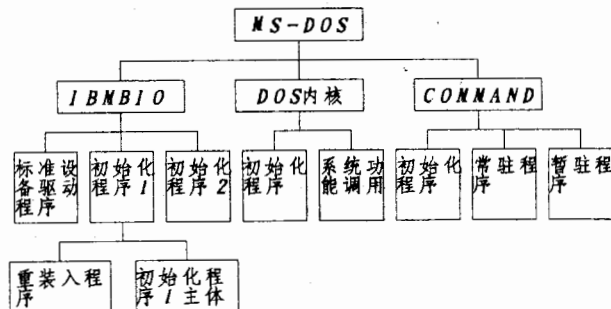 MS-DOS
IBMBIO
DOS内核
COMMAND
标准设
备驱动
程序
初始化
程序1
初始化
程序2
初始化
程序
系统功
能调用
初始化
程序
常驻程
序
暂驻程
序
重装入程
序
初始化程
序1主体